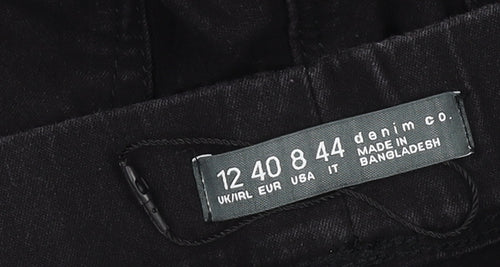 12 40 8 44 denim co.
UK/IRL EUR USA IT MADE IN
BANGLADESH